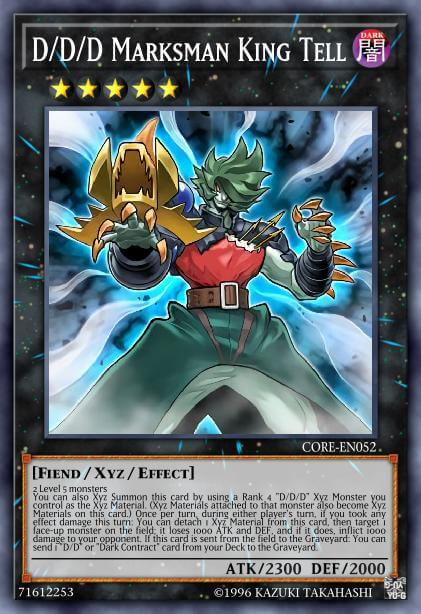 D/D/D MARKSMAN KING TELL
DARK
闇
CORE-EN052
[FIEND / XYZ / EFFECT]
2 Level 5 monsters
You can also Xyz Summon this card by using a Rank 4 "D/D/D" Xyz Monster you
control as the Xyz Material. (Xyz Materials attached to that monster also become Xyz
Materials on this card.) Once per turn, during either player's turn, if you took any
effect damage this turn: You can detach 1 Xyz Material from this card, then target 1
face-up monster on the field; it loses 1000 ATK and DEF, and if it does, inflict 1000
damage to your opponent. If this card is sent from the field to the Graveyard: You can
send 1 "D/D" or "Dark Contract" card from your Deck to the Graveyard.
ATK/2300 DEF/2000
71612253
©1996 KAZUKI TAKAHASHI